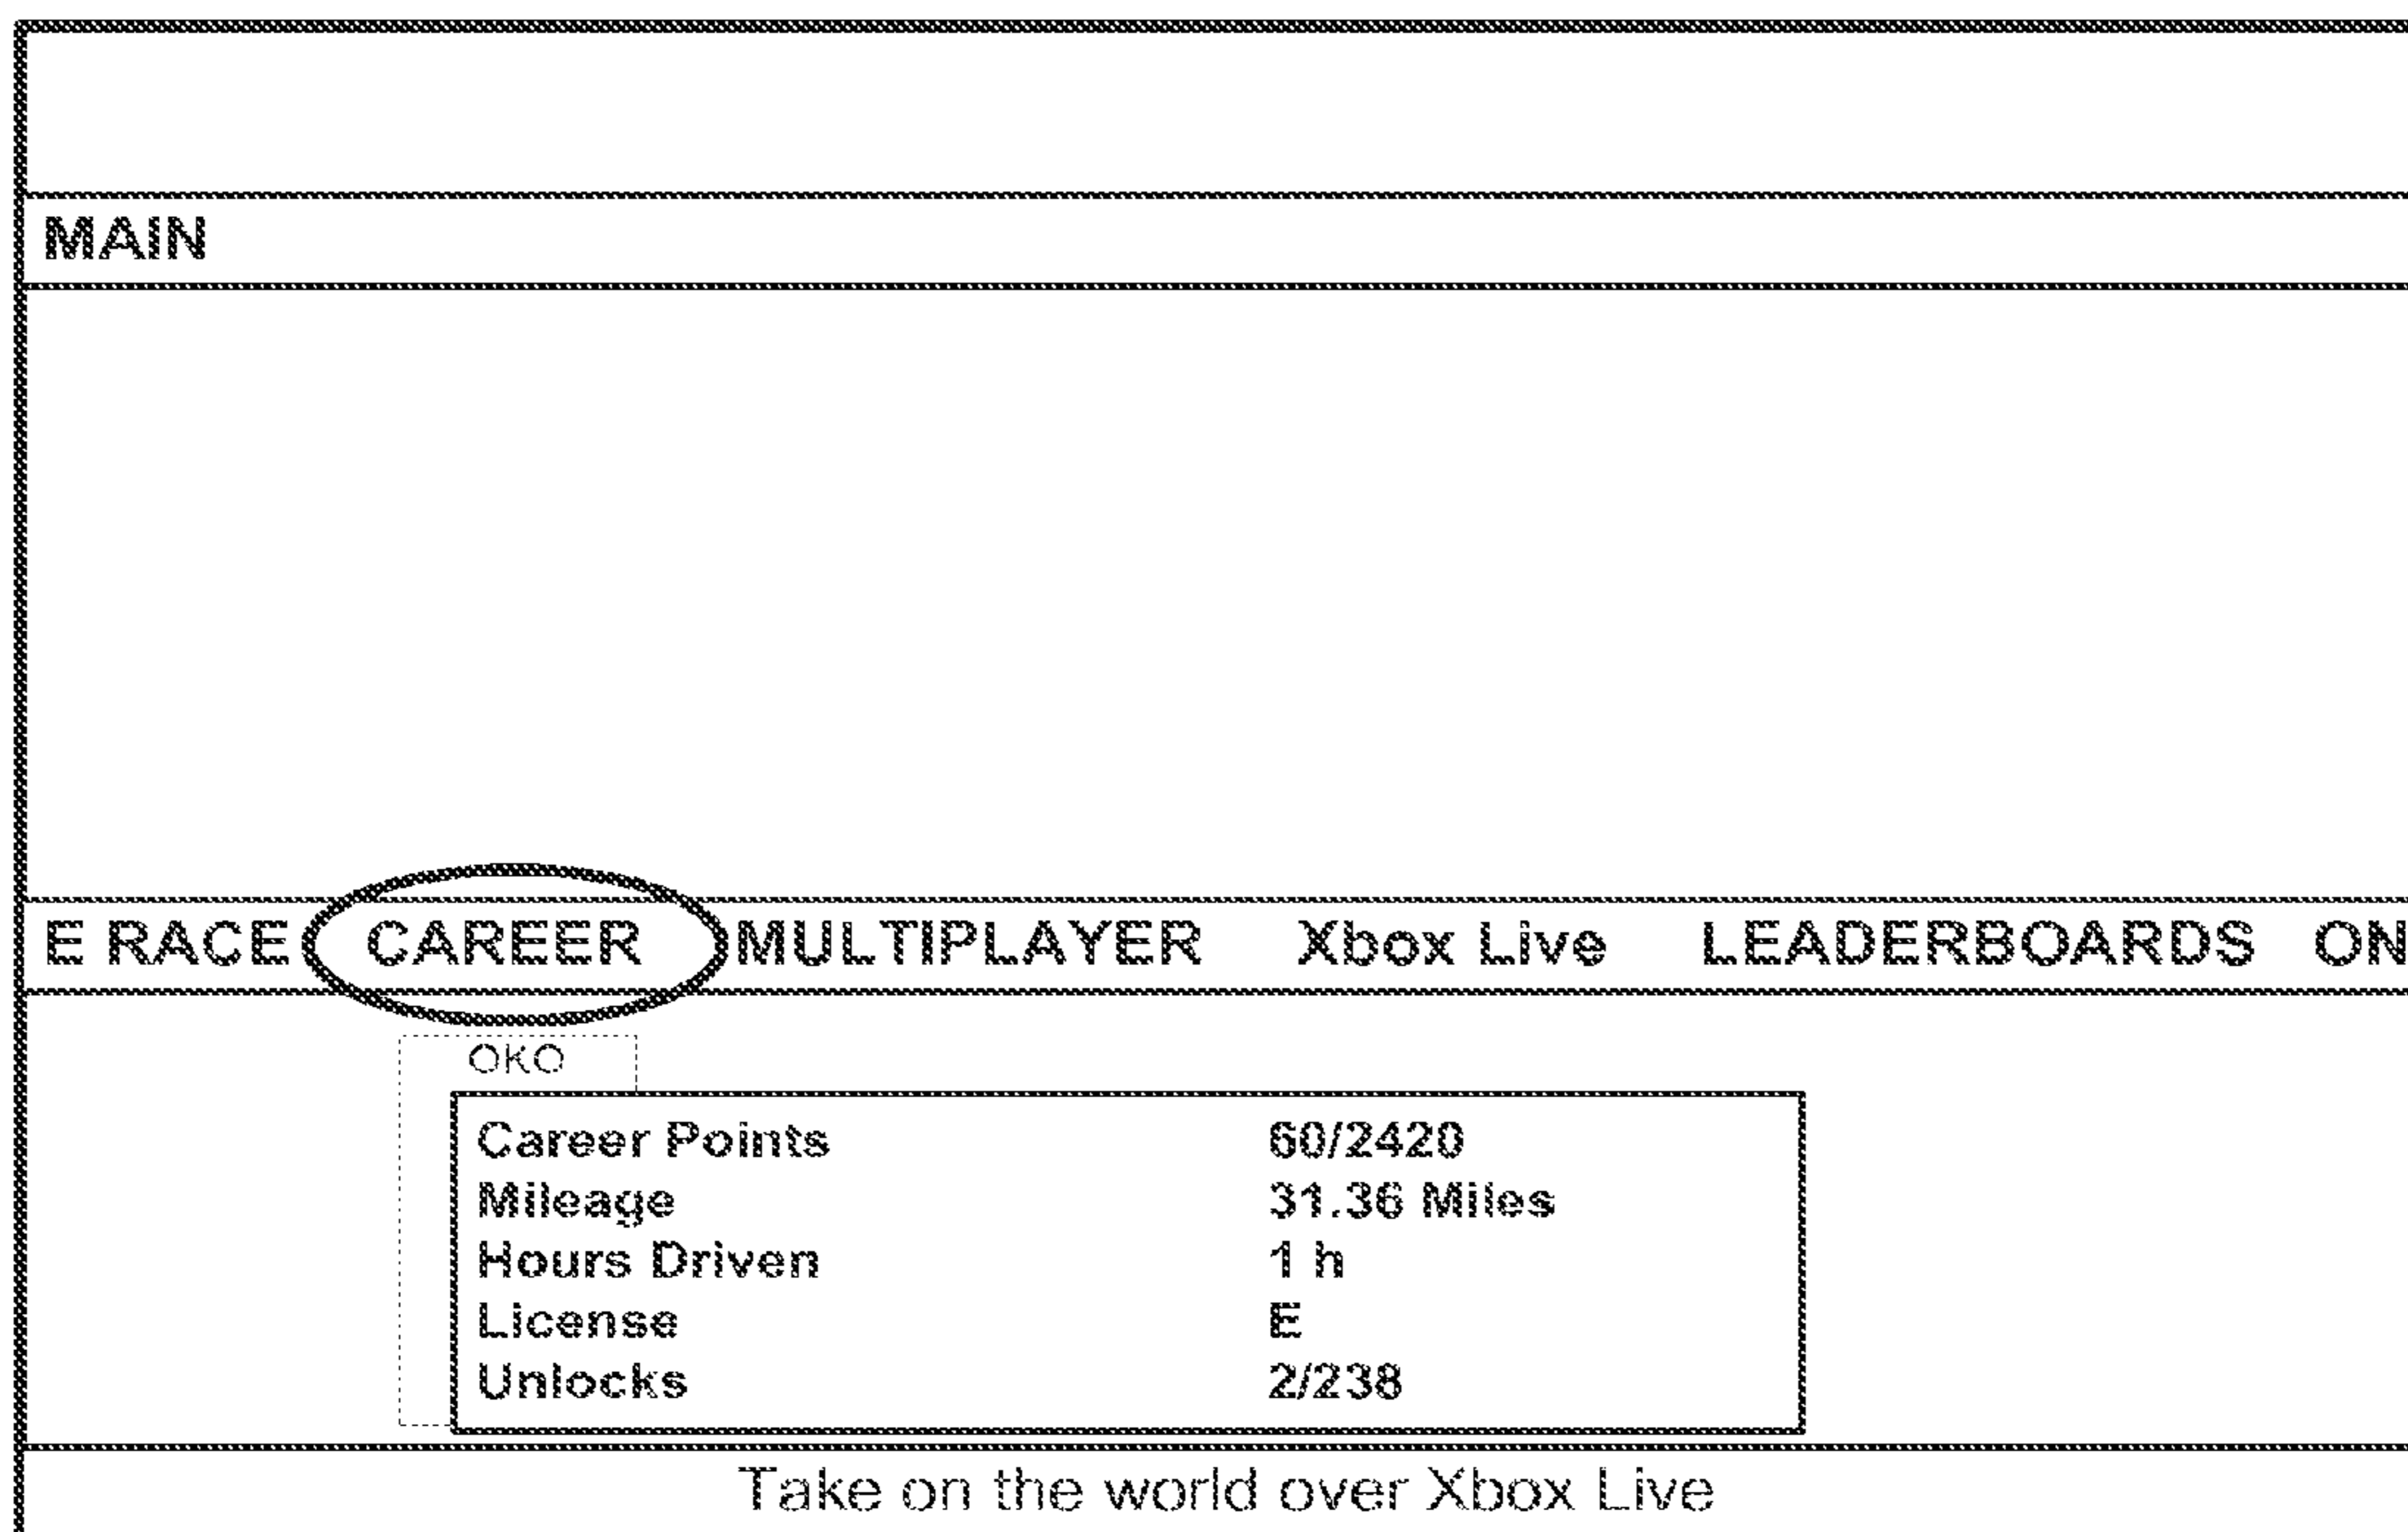 MAIN
E RACE CAREER MULTIPLAYER Xbox Live LEADERBOARDS ON
OKO
Career Points 60/2420
Mileage 31.36 Miles
Hours Driven 1 h
License E
Unlocks 2/238
Take on the world over Xbox Live